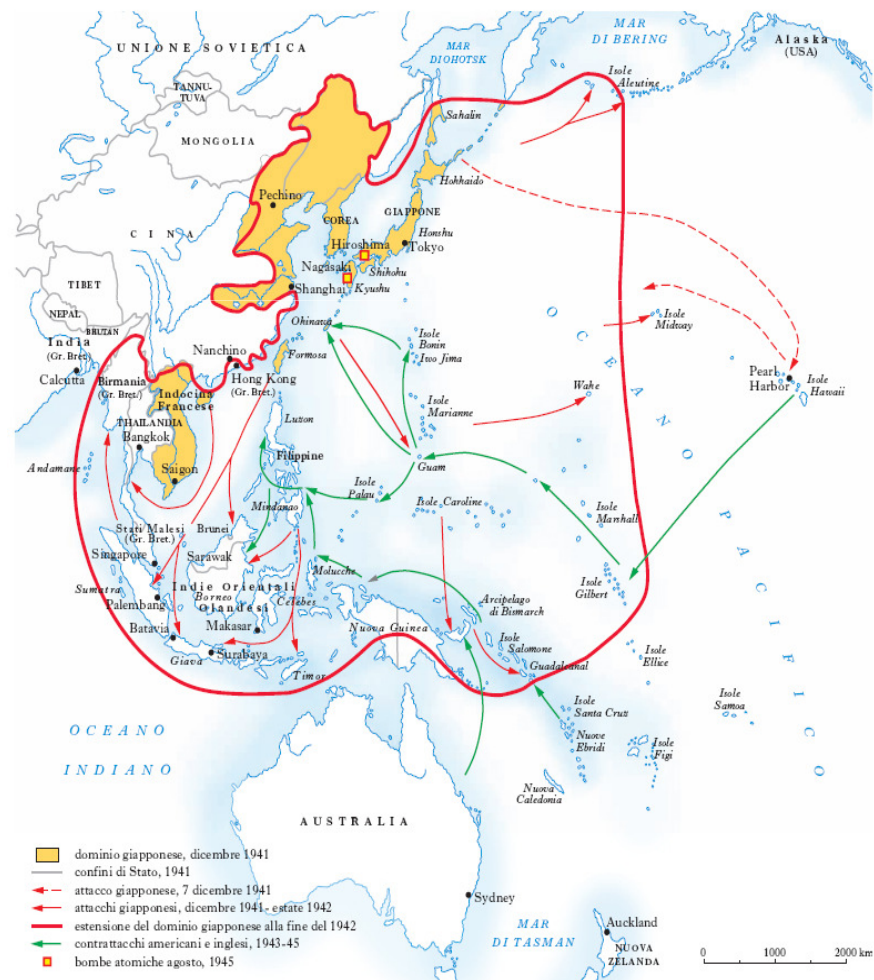 UNIONE SOVIETICA
MAR
DI OHOTSK
MAR
DI BERING
Alaska
(USA)
TANNU-
TUVA
Isole
Aleutine
MONGOLIA
Sahalin
Hokkaido
Pechino
COREA
GIAPPONE
Honshu
Tokyo
CINA
Hiroshima
Nagasaki
Shihohu
Kyushu
Shanghai
TIBET
NEPAL
BHUTAN
India
(Gr. Bret.)
Calcutta
Okinawa
Isole
Bonin
Iwo Jima
Isole
Midway
Nanchino
Formosa
Hong Kong
(Gr. Bret.)
Birmania
(Gr. Bret.)
Indocina
Francese
Pearl
Harbor
Isole
Hawaii
Wahe
Isole
Marianne
THAILANDIA
Bangkok
Luzon
Filippine
Guam
Andamane
Saigon
Isole
Palau
Isole Caroline
Isole
Marshall
OCEANO PACIFICO
Mindanao
Stati Malesi
(Gr. Bret.)
Brunei
Sarawak
Singapore
Sumatra
Palembang
Indie Orientali
Borneo
Olandesi
Celebes
Molucche
Isole
Gilbert
Arcipelago
di Bismarch
Batavia
Makasar
Nuova Guinea
Isole
Salomone
Guadalcanal
Isole
Ellice
Giava
Surabaya
Timor
Isole
Santa Cruz
Isole
Samoa
Nuove
Ebridi
Isole
Figi
OCEANO
INDIANO
Nuova
Caledonia
AUSTRALIA
Sydney
MAR
DI TASMAN
Auckland
NUOVA
ZELANDA
dominio giapponese, dicembre 1941
confini di Stato, 1941
attacco giapponese, 7 dicembre 1941
attacchi giapponesi, dicembre 1941 - estate 1942
estensione del dominio giapponese alla fine del 1942
contrattacchi americani e inglesi, 1943-45
bombe atomiche agosto, 1945
0 1000 2000 km